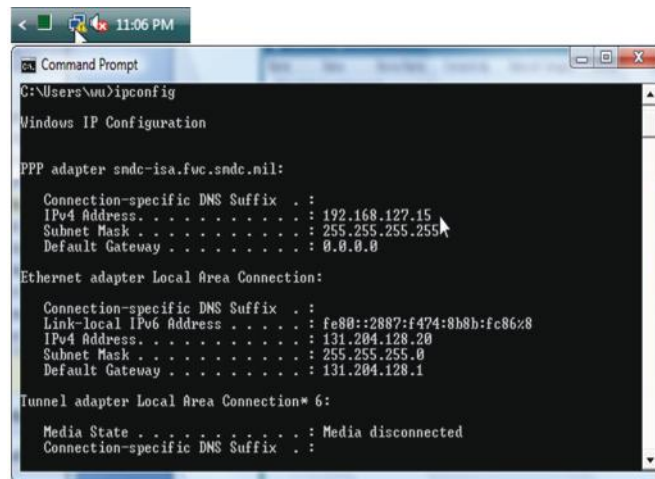 11:06 PM
Command Prompt
C:\Users\wu>ipconfig
Windows IP Configuration
PPP adapter smdc-isa.fwc.smdc.mil:
Connection-specific DNS Suffix . :
IPv4 Address. . . . . . . . . . . : 192.168.127.15
Subnet Mask . . . . . . . . . . . : 255.255.255.255
Default Gateway . . . . . . . . . : 0.0.0.0
Ethernet adapter Local Area Connection:
Connection-specific DNS Suffix . :
Link-local IPv6 Address . . . . . : fe80::2887:f474:8b8b:fc86%8
IPv4 Address. . . . . . . . . . . : 131.204.128.20
Subnet Mask . . . . . . . . . . . : 255.255.255.0
Default Gateway . . . . . . . . . : 131.204.128.1
Tunnel adapter Local Area Connection* 6:
Media State . . . . . . . . . . . : Media disconnected
Connection-specific DNS Suffix . :